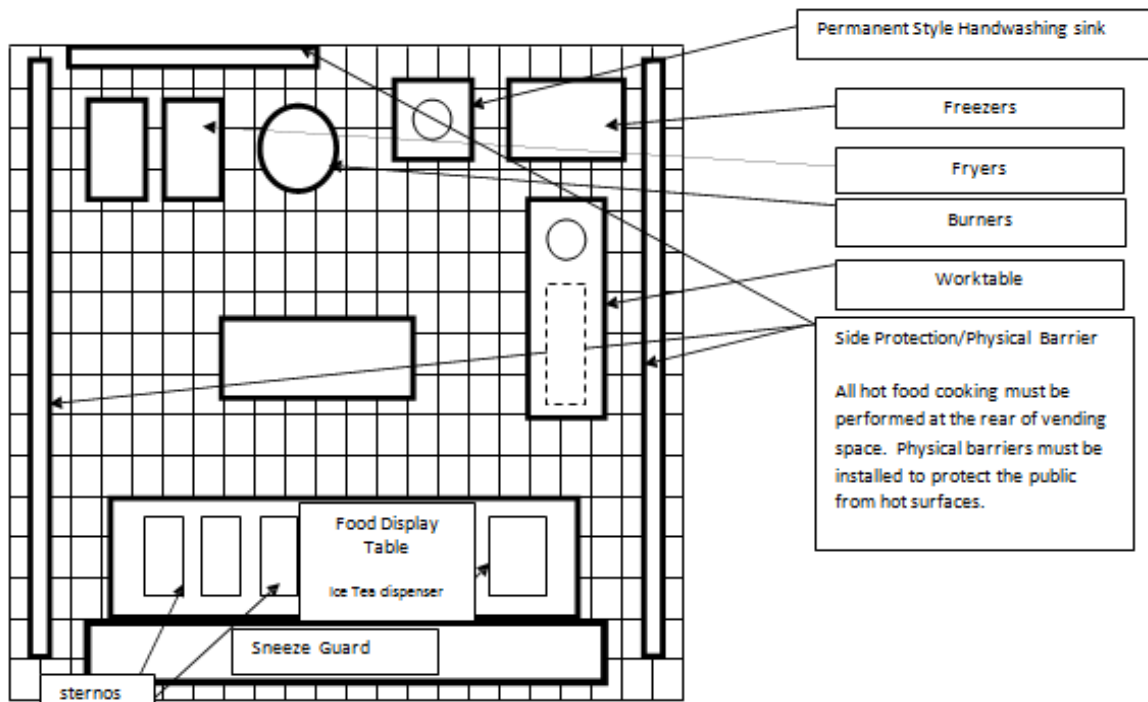 Permanent Style Handwashing sink
Freezers
Fryers
Burners
Worktable
Side Protection/Physical Barrier
All hot food cooking must be
performed at the rear of vending
space. Physical barriers must be
installed to protect the public
from hot surfaces.
Food Display
Table
Ice Tea dispenser
Sneeze Guard
sternos